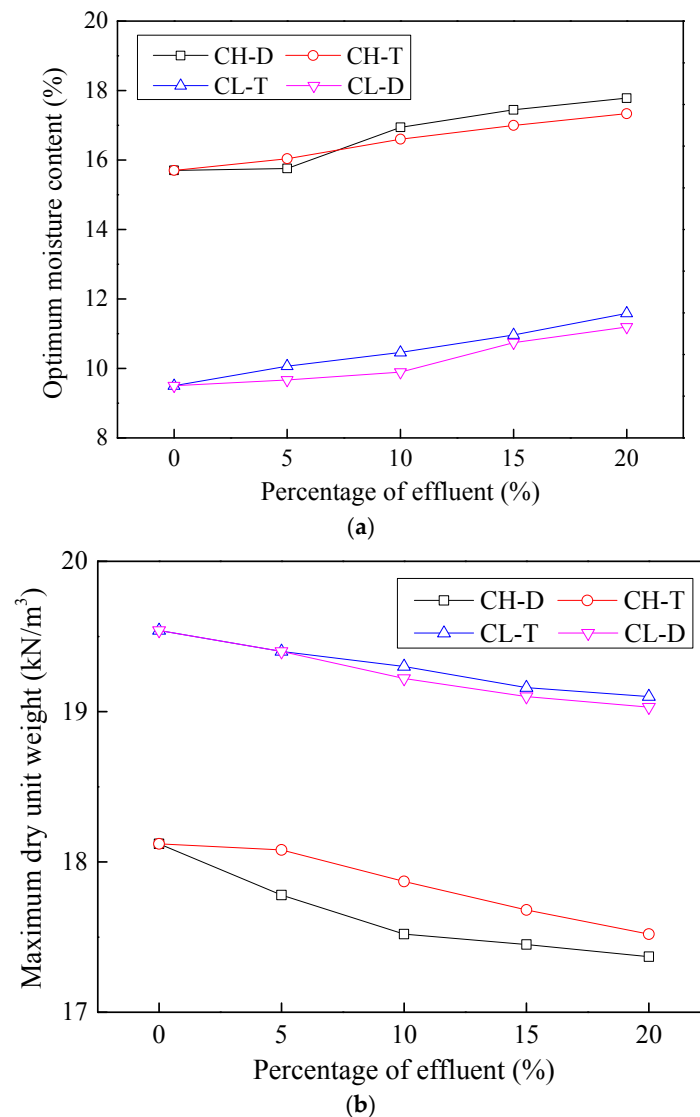 20
18
16
14
12
10
8
Optimum moisture content (%)
CH-D CH-T
CL-T CL-D
0 5 10 15 20
Percentage of effluent (%)
(a)
20
19
18
17
Maximum dry unit weight (kN/m³)
CH-D CH-T
CL-T CL-D
0 5 10 15 20
Percentage of effluent (%)
(b)